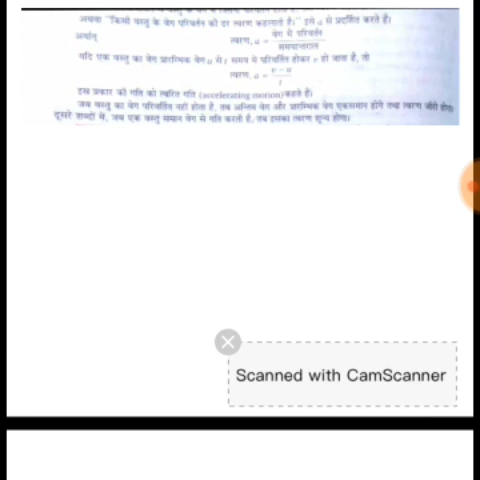 अथवा "किसी वस्तु के वेग परिवर्तन की दर त्वरण कहलाती है।" इसे a से प्रदर्शित करते हैं।
अर्थात् त्वरण, a = वेग में परिवर्तन
समयान्तराल
यदि एक वस्तु का वेग प्रारम्भिक वेग u से t समय में परिवर्तित होकर v हो जाता है, तो
त्वरण, a = v − u
t
इस प्रकार की गति को त्वरित गति (accelerating motion) कहते हैं।
जब वस्तु का वेग परिवर्तित नहीं होता है, तब अन्तिम वेग और प्रारम्भिक वेग एकसमान होंगे तथा त्वरण
दूसरे शब्दों में, जब एक वस्तु समान वेग से गति करती है, तब इसका त्वरण शून्य होगा।
Scanned with CamScanner